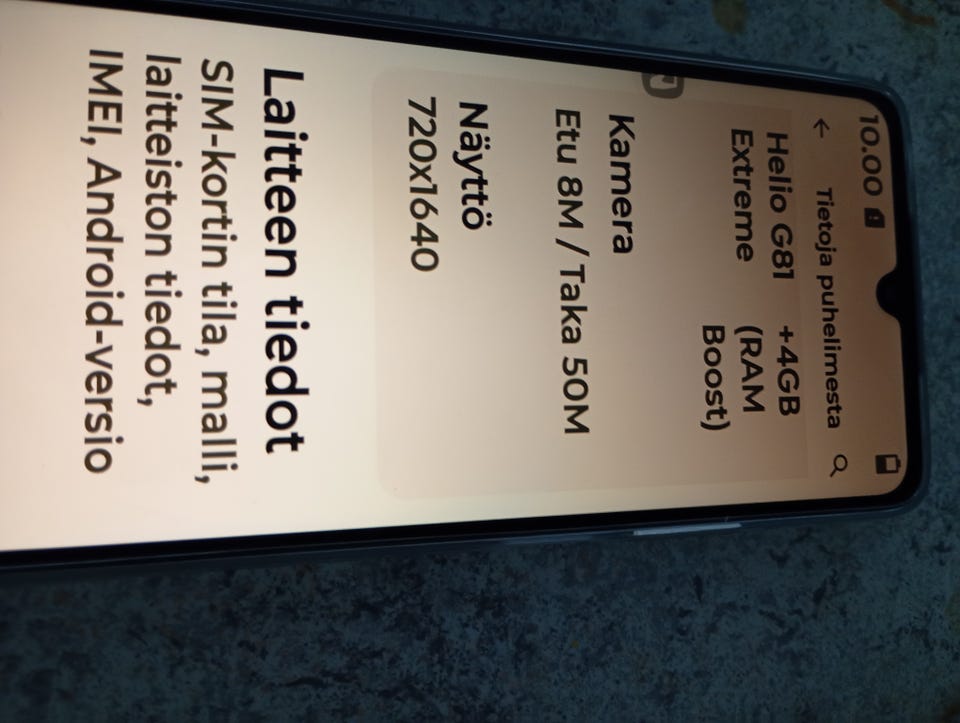 10.00
Tietoja puhelimesta
Helio G81
Extreme
+4GB
(RAM
Boost)
Kamera
Etu 8M / Taka 50M
Näyttö
720x1640
Laitteen tiedot
SIM-kortin tila, malli,
laitteiston tiedot,
IMEI, Android-versio